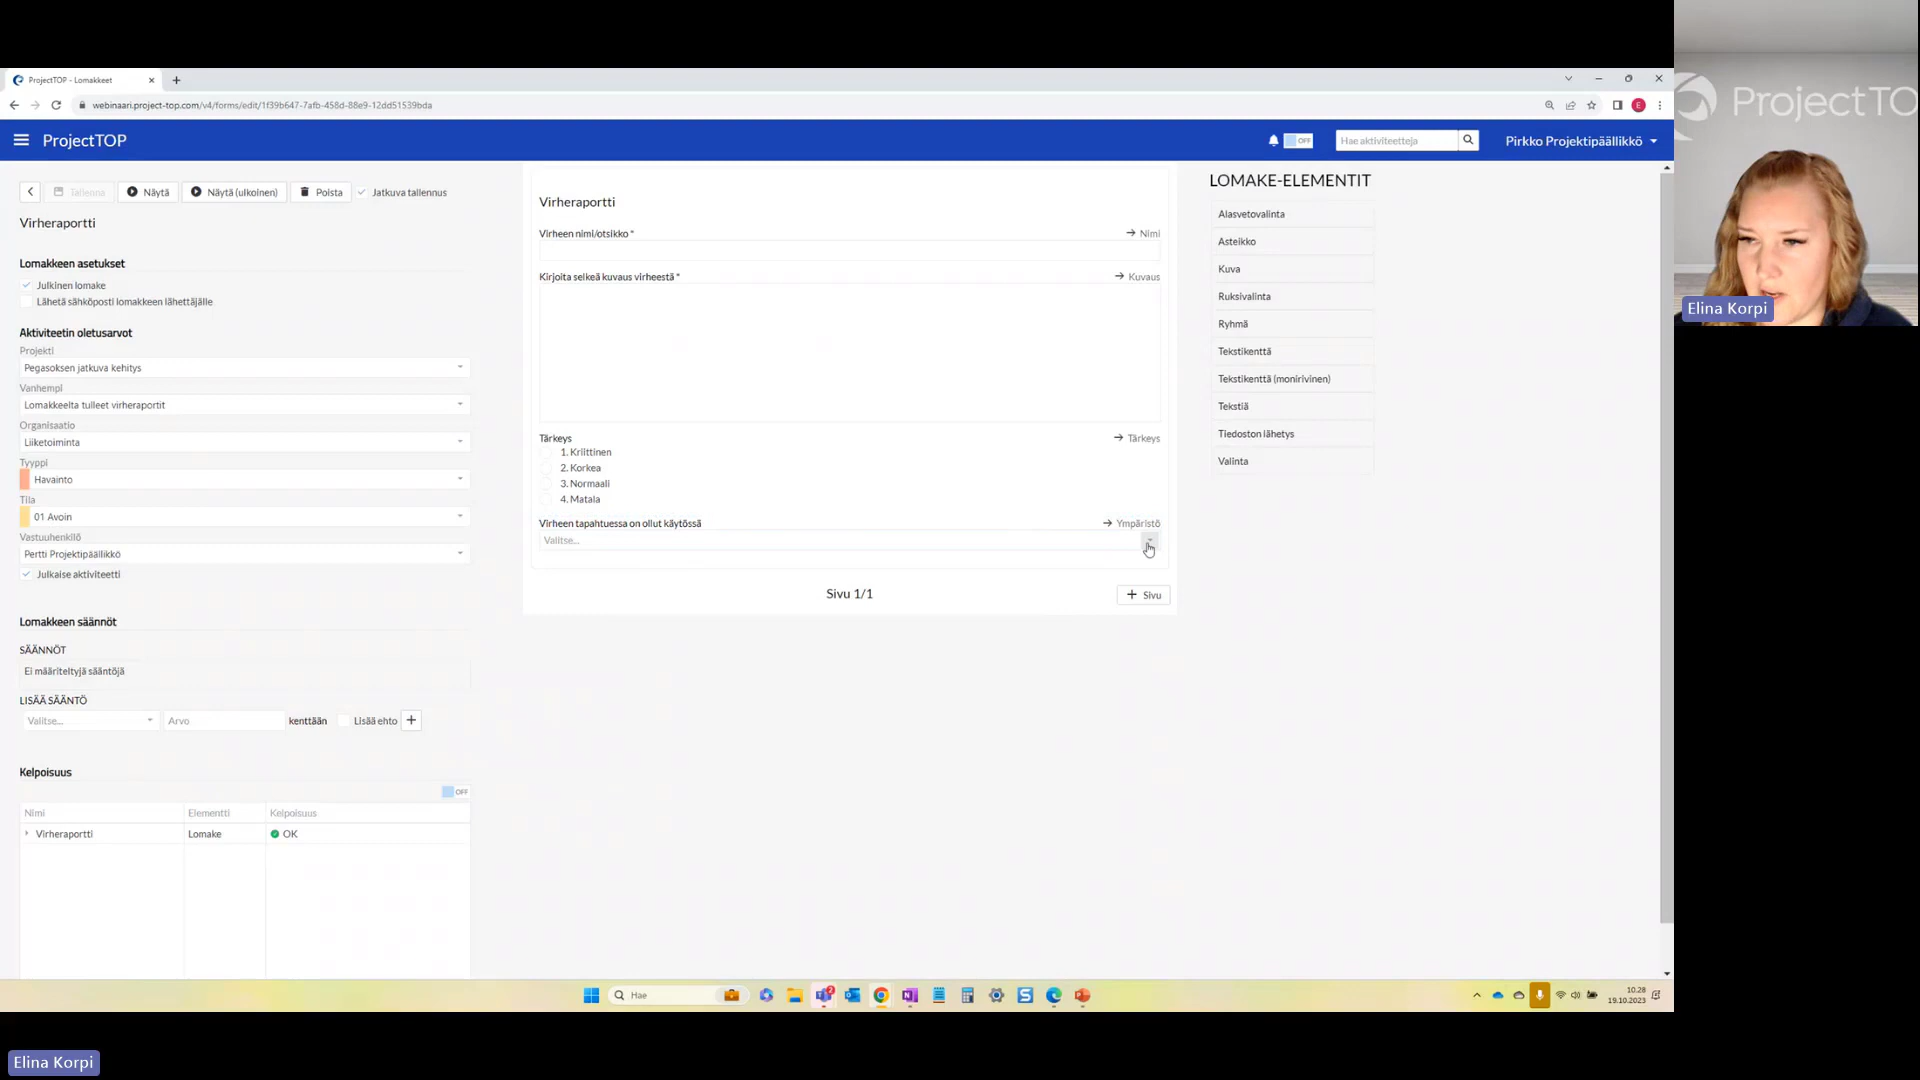 ProjectTOP - Lomakkeet
webinaari.project-top.com/v4/forms/edit/1f39b647-7afb-458d-88e9-12dd51539bda
E
ProjectTOP
OFF
Hae aktiviteetteja
Pirkko Projektipäällikkö
Tallenna
Näytä
Näytä (ulkoinen)
Poista
Jatkuva tallennus
Virheraportti
Lomakkeen asetukset
Julkinen lomake
Lähetä sähköposti lomakkeen lähettäjälle
Aktiviteetin oletusarvot
Projekti
Pegasoksen jatkuva kehitys
Vanhempi
Lomakkeelta tulleet virheraportit
Organisaatio
Liiketoiminta
Tyyppi
Havainto
Tila
01 Avoin
Vastuuhenkilö
Pertti Projektipäällikkö
Julkaise aktiviteetti
Lomakkeen säännöt
SÄÄNNÖT
Ei määriteltyjä sääntöjä
LISÄÄ SÄÄNTÖ
Valitse...
Arvo
kenttään
Lisää ehto
Kelpoisuus
OFF
Nimi
Elementti
Kelpoisuus
Virheraportti
Lomake
OK
Virheraportti
Virheen nimi/otsikko *
Nimi
Kirjoita selkeä kuvaus virheestä *
Kuvaus
Tärkeys
Tärkeys
1. Kriittinen
2. Korkea
3. Normaali
4. Matala
Virheen tapahtuessa on ollut käytössä
Ympäristö
Valitse...
Sivu 1/1
Sivu
LOMAKE-ELEMENTIT
Alasvetovalinta
Asteikko
Kuva
Ruksivalinta
Ryhmä
Tekstikenttä
Tekstikenttä (monirivinen)
Tekstiä
Tiedoston lähetys
Valinta
ProjectTO
Elina Korpi
Hae
2
10.28
19.10.2023
Elina Korpi